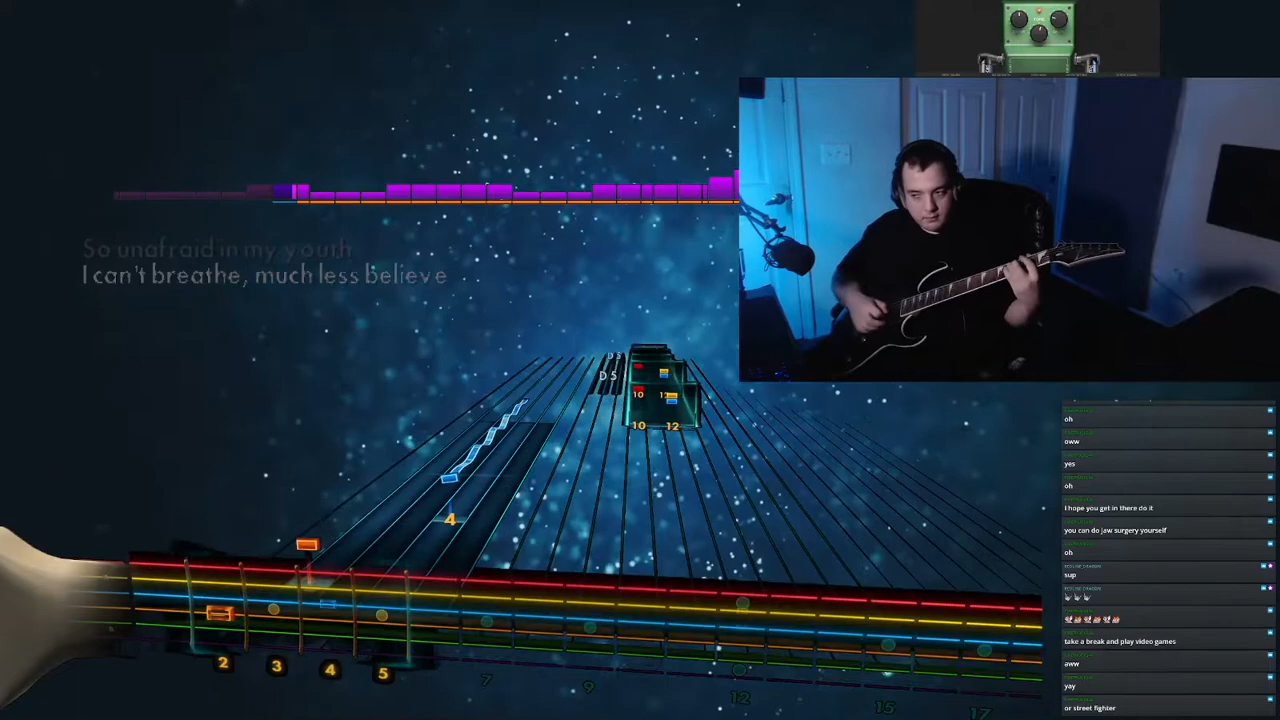 So unafraid in my youth
I can't breathe, much less believe
D5
D5
10 12
10 12
4
2 3 4 5 7 9 12 15 17
oh
oww
yes
oh
I hope you get in there do it
you can do jaw surgery yourself
oh
sup
take a break and play video games
aww
yay
or street fighter